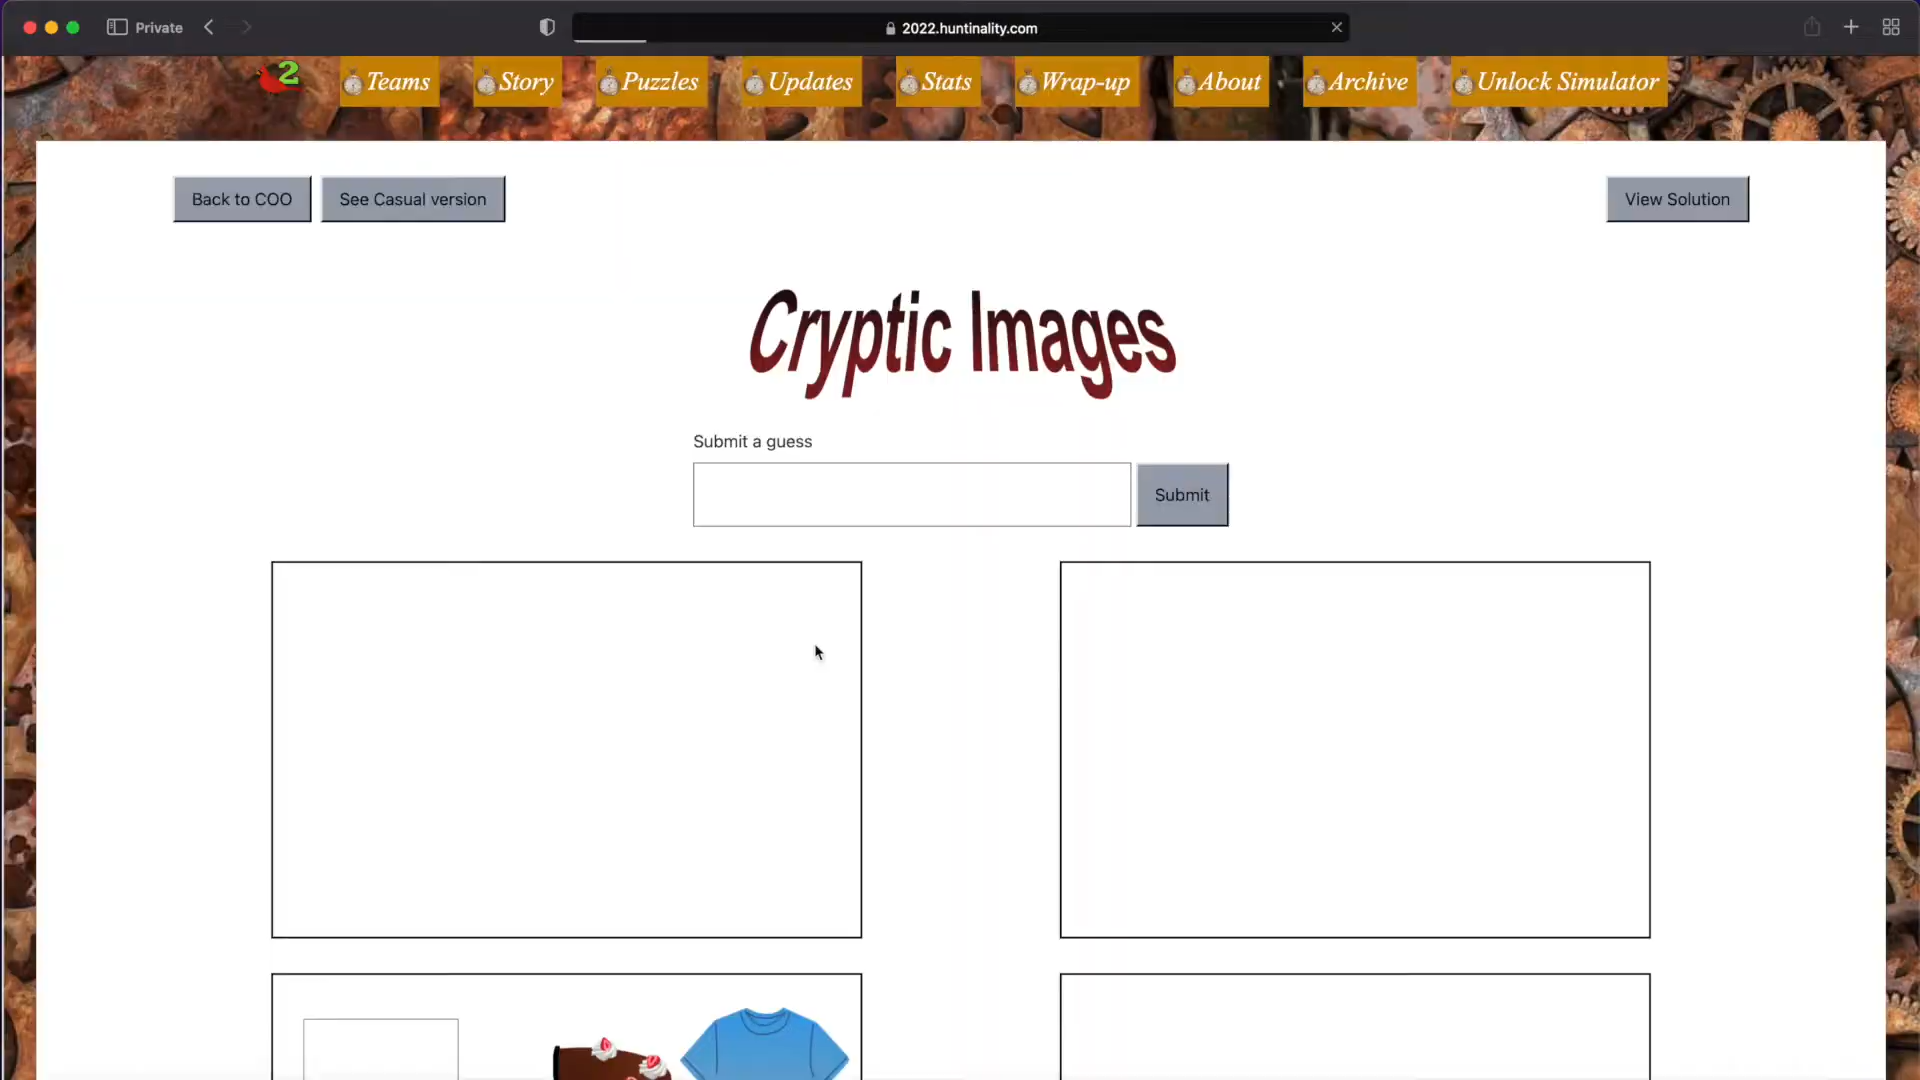 Private
2022.huntinality.com
2
Teams
Story
Puzzles
Updates
Stats
Wrap-up
About
Archive
Unlock Simulator
Back to COO
See Casual version
View Solution
Cryptic Images
Submit a guess
Submit